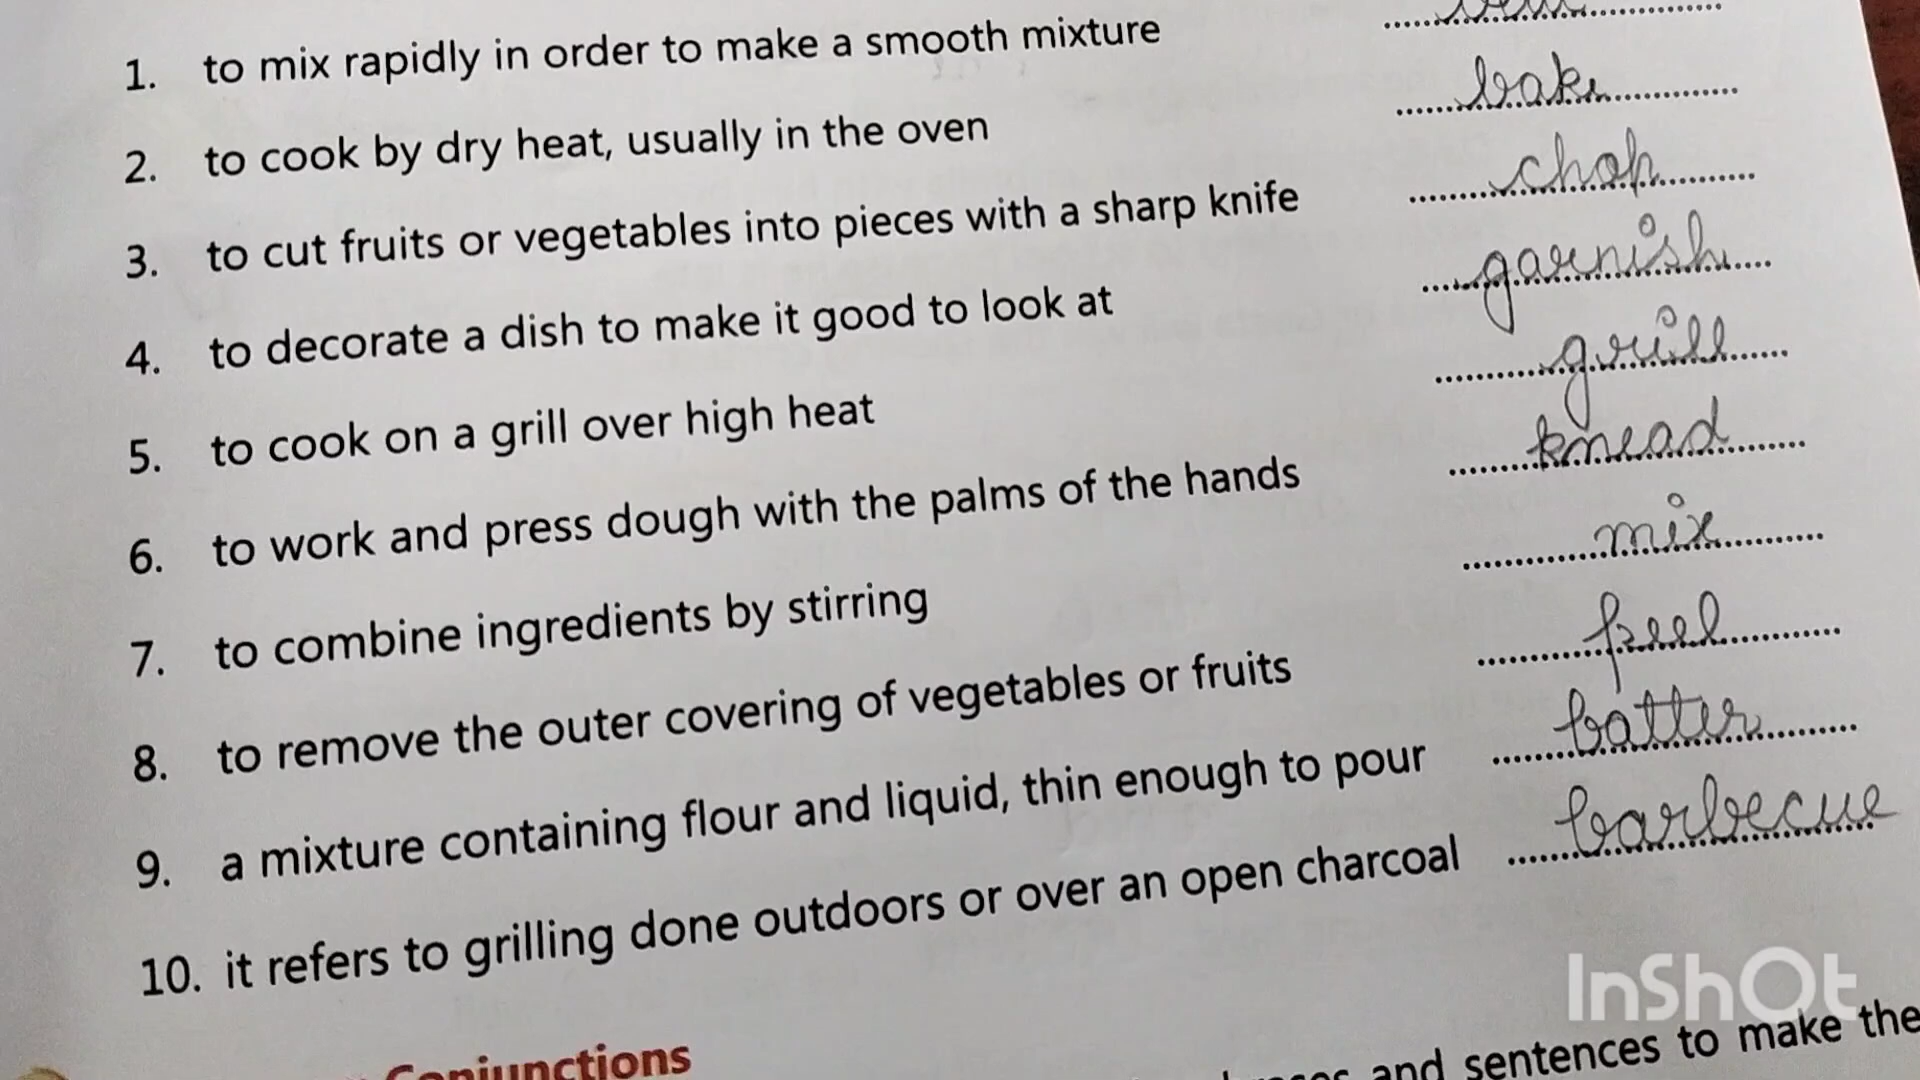 1. to mix rapidly in order to make a smooth mixture
2. to cook by dry heat, usually in the oven bake
3. to cut fruits or vegetables into pieces with a sharp knife chop
4. to decorate a dish to make it good to look at garnish
5. to cook on a grill over high heat grill
6. to work and press dough with the palms of the hands knead
7. to combine ingredients by stirring mix
8. to remove the outer covering of vegetables or fruits peel
9. a mixture containing flour and liquid, thin enough to pour batter
10. it refers to grilling done outdoors or over an open charcoal barbecue
InShOt
Conjunctions
and sentences to make the